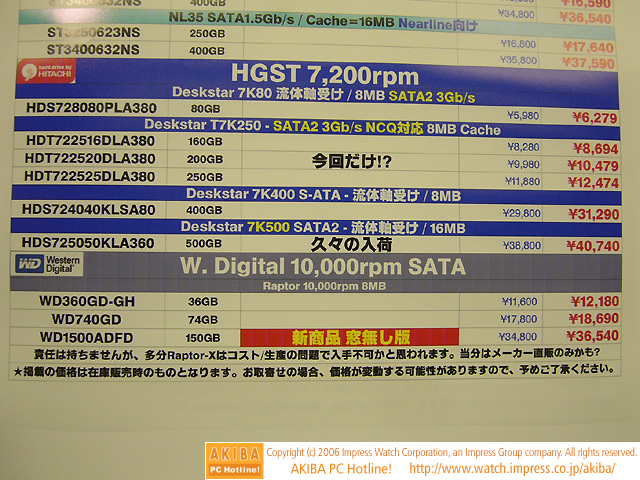 400GB ¥16,590
NL35 SATA1.5Gb/s / Cache=16MB Nearline向け ¥34,800 ¥36,540
ST3250623NS 250GB ¥16,800 ¥17,640
ST3400632NS 400GB ¥35,800 ¥37,590
hard drive by
HITACHI
HGST 7,200rpm
Deskstar 7K80 流体軸受け / 8MB SATA2 3Gb/s
HDS728080PLA380 80GB ¥5,980 ¥6,279
Deskstar T7K250 - SATA2 3Gb/s NCQ対応 8MB Cache
HDT722516DLA380 160GB ¥8,280 ¥8,694
HDT722520DLA380 200GB 今回だけ!? ¥9,980 ¥10,479
HDT722525DLA380 250GB ¥11,880 ¥12,474
Deskstar 7K400 S-ATA - 流体軸受け / 8MB
HDS724040KLSA80 400GB ¥29,800 ¥31,290
Deskstar 7K500 SATA2 - 流体軸受け / 16MB
HDS725050KLA360 500GB 久々の入荷 ¥38,800 ¥40,740
WD Western
Digital
W. Digital 10,000rpm SATA
Raptor 10,000rpm 8MB
WD360GD-GH 36GB ¥11,600 ¥12,180
WD740GD 74GB ¥17,800 ¥18,690
WD1500ADFD 150GB 新商品 窓無し版 ¥34,800 ¥36,540
責任は持ちませんが、多分Raptor-Xはコスト/生産の問題で入手不可かと思われます。当分はメーカー直販のみかも?
★掲載の価格は在庫販売時のものとなります。お取寄せの場合、価格が変動する可能性がありますので、予めご了承ください。
AKIBA
PC Hotline!
Copyright (c) 2006 Impress Watch Corporation, an Impress Group company. All rights reserved.
AKIBA PC Hotline! http://www.watch.impress.co.jp/akiba/